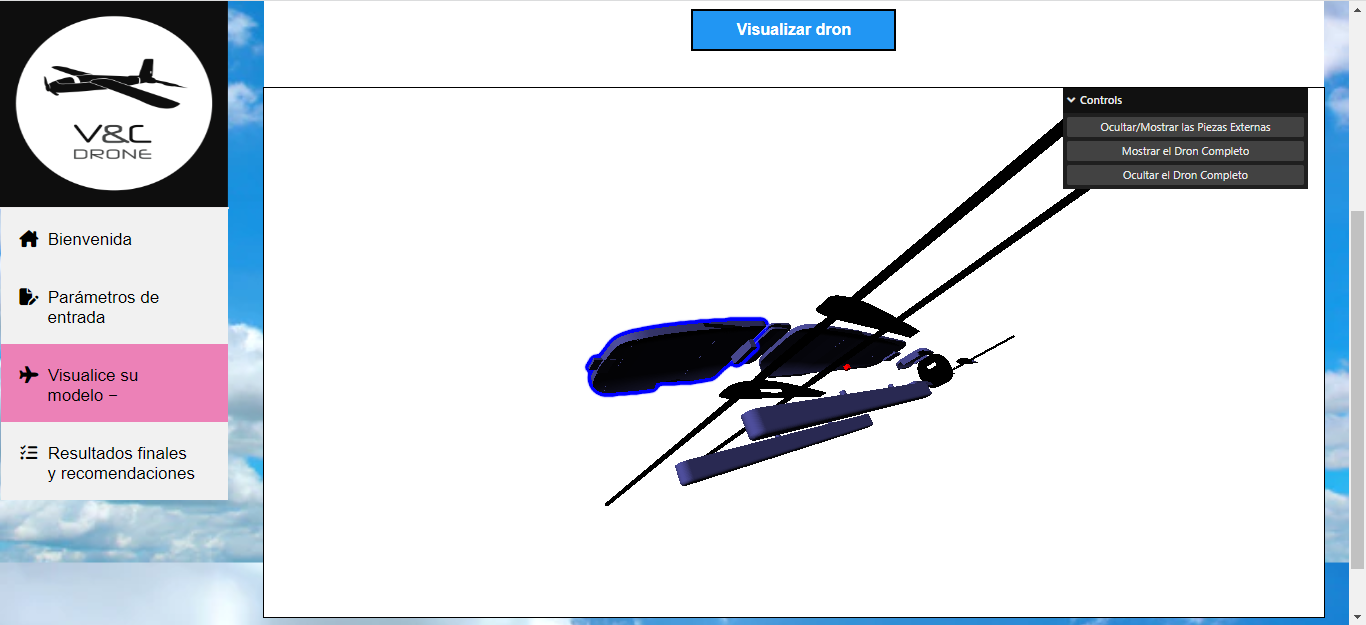 V&C
DRONE
Bienvenida
Parámetros de
entrada
Visualice su
modelo −
Resultados finales
y recomendaciones
Visualizar dron
Controls
Ocultar/Mostrar las Piezas Externas
Mostrar el Dron Completo
Ocultar el Dron Completo